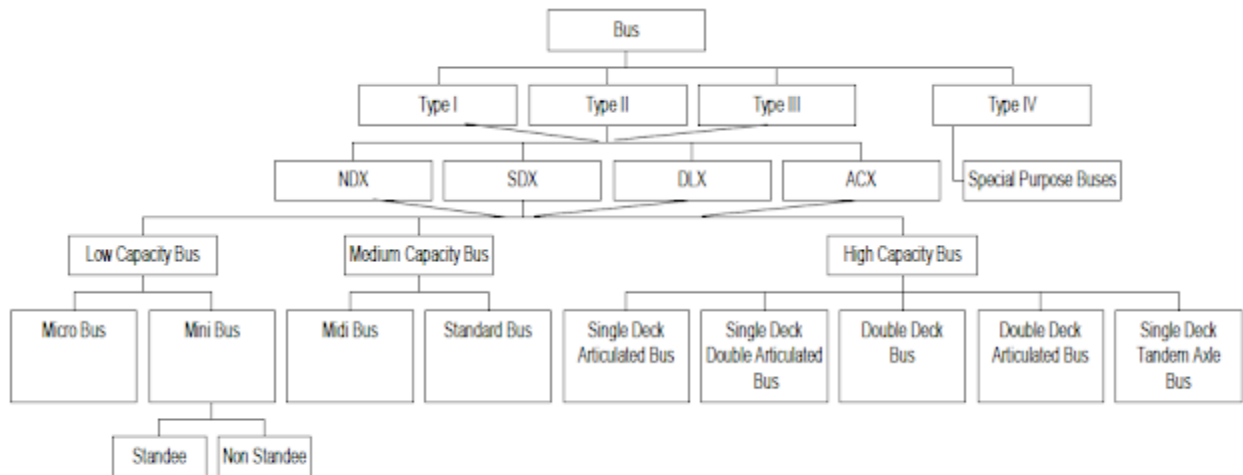 Bus
Type I
Type II
Type III
Type IV
NDX
SDX
DLX
ACX
Special Purpose Buses
Low Capacity Bus
Medium Capacity Bus
High Capacity Bus
Micro Bus
Mini Bus
Midi Bus
Standard Bus
Single Deck
Articulated Bus
Single Deck
Double Articulated
Bus
Double Deck
Bus
Double Deck
Articulated Bus
Single Deck
Tandem Axle
Bus
Standee
Non Standee